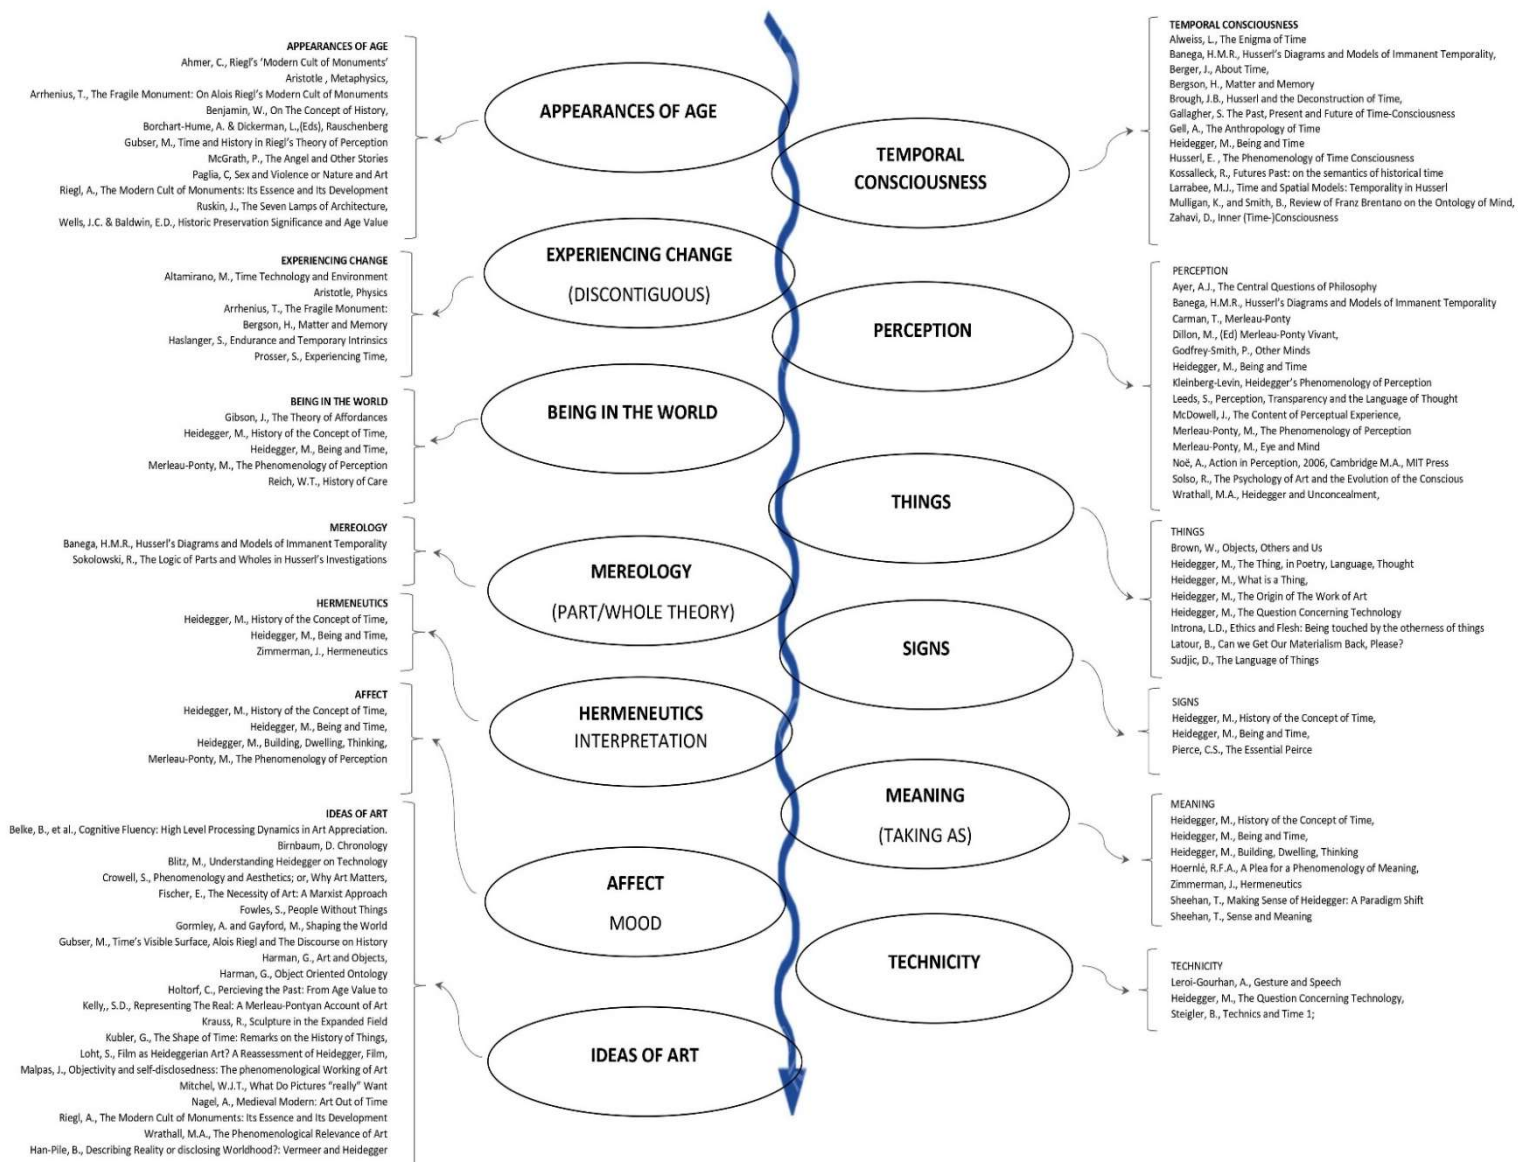 APPEARANCES OF AGE
Ahmer, C., Riegl's 'Modern Cult of Monuments'
Aristotle , Metaphysics,
Arrhenius, T., The Fragile Monument: On Alois Riegl's Modern Cult of Monuments
Benjamin, W., On The Concept of History,
Borchart-Hume, A. & Dickerman, L.,(Eds), Rauschenberg
Gubser, M., Time and History in Riegl's Theory of Perception
McGrath, P., The Angel and Other Stories
Paglia, C, Sex and Violence or Nature and Art
Riegl, A., The Modern Cult of Monuments: Its Essence and Its Development
Ruskin, J., The Seven Lamps of Architecture,
Wells, J.C. & Baldwin, E.D., Historic Preservation Significance and Age Value
EXPERIENCING CHANGE
Altamirano, M., Time Technology and Environment
Aristotle, Physics
Arrhenius, T., The Fragile Monument:
Bergson, H., Matter and Memory
Haslanger, S., Endurance and Temporary Intrinsics
Prosser, S., Experiencing Time,
BEING IN THE WORLD
Gibson, J., The Theory of Affordances
Heidegger, M., History of the Concept of Time,
Heidegger, M., Being and Time,
Merleau-Ponty, M., The Phenomenology of Perception
Reich, W.T., History of Care
MEREOLOGY
Banega, H.M.R., Husserl's Diagrams and Models of Immanent Temporality
Sokolowski, R., The Logic of Parts and Wholes in Husserl's Investigations
HERMENEUTICS
Heidegger, M., History of the Concept of Time,
Heidegger, M., Being and Time,
Zimmerman, J., Hermeneutics
AFFECT
Heidegger, M., History of the Concept of Time,
Heidegger, M., Being and Time,
Heidegger, M., Building, Dwelling, Thinking,
Merleau-Ponty, M., The Phenomenology of Perception
IDEAS OF ART
Belke, B., et al., Cognitive Fluency: High Level Processing Dynamics in Art Appreciation.
Birnbaum, D. Chronology
Blitz, M., Understanding Heidegger on Technology
Crowell, S., Phenomenology and Aesthetics; or, Why Art Matters,
Fischer, E., The Necessity of Art: A Marxist Approach
Fowles, S., People Without Things
Gormley, A. and Gayford, M., Shaping the World
Gubser, M., Time's Visible Surface, Alois Riegl and The Discourse on History
Harman, G., Art and Objects,
Harman, G., Object Oriented Ontology
Holtorf, C., Percieving the Past: From Age Value to
Kelly,, S.D., Representing The Real: A Merleau-Pontyan Account of Art
Krauss, R., Sculpture in the Expanded Field
Kubler, G., The Shape of Time: Remarks on the History of Things,
Loht, S., Film as Heideggerian Art? A Reassessment of Heidegger, Film,
Malpas, J., Objectivity and self-disclosedness: The phenomenological Working of Art
Mitchel, W.J.T., What Do Pictures "really" Want
Nagel, A., Medieval Modern: Art Out of Time
Riegl, A., The Modern Cult of Monuments: Its Essence and Its Development
Wrathall, M.A., The Phenomenological Relevance of Art
Han-Pile, B., Describing Reality or disclosing Worldhood?: Vermeer and Heidegger
APPEARANCES OF AGE
TEMPORAL
CONSCIOUSNESS
EXPERIENCING CHANGE
(DISCONTIGUOUS)
PERCEPTION
BEING IN THE WORLD
THINGS
MEREOLOGY
(PART/WHOLE THEORY)
SIGNS
HERMENEUTICS
INTERPRETATION
MEANING
(TAKING AS)
AFFECT
MOOD
TECHNICITY
IDEAS OF ART
TEMPORAL CONSCIOUSNESS
Alweiss, L., The Enigma of Time
Banega, H.M.R., Husserl's Diagrams and Models of Immanent Temporality,
Berger, J., About Time,
Bergson, H., Matter and Memory
Brough, J.B., Husserl and the Deconstruction of Time,
Gallagher, S. The Past, Present and Future of Time-Consciousness
Gell, A., The Anthropology of Time
Heidegger, M., Being and Time
Husserl, E. , The Phenomenology of Time Consciousness
Kossalleck, R., Futures Past: on the semantics of historical time
Larrabee, M.J., Time and Spatial Models: Temporality in Husserl
Mulligan, K., and Smith, B., Review of Franz Brentano on the Ontology of Mind,
Zahavi, D., Inner (Time-)Consciousness
PERCEPTION
Ayer, A.J., The Central Questions of Philosophy
Banega, H.M.R., Husserl's Diagrams and Models of Immanent Temporality
Carman, T., Merleau-Ponty
Dillon, M., (Ed) Merleau-Ponty Vivant,
Godfrey-Smith, P., Other Minds
Heidegger, M., Being and Time
Kleinberg-Levin, Heidegger's Phenomenology of Perception
Leeds, S., Perception, Transparency and the Language of Thought
McDowell, J., The Content of Perceptual Experience,
Merleau-Ponty, M., The Phenomenology of Perception
Merleau-Ponty, M., Eye and Mind
Noë, A., Action in Perception, 2006, Cambridge M.A., MIT Press
Solso, R., The Psychology of Art and the Evolution of the Conscious
Wrathall, M.A., Heidegger and Unconcealment,
THINGS
Brown, W., Objects, Others and Us
Heidegger, M., The Thing, in Poetry, Language, Thought
Heidegger, M., What is a Thing,
Heidegger, M., The Origin of The Work of Art
Heidegger, M., The Question Concerning Technology
Introna, L.D., Ethics and Flesh: Being touched by the otherness of things
Latour, B., Can we Get Our Materialism Back, Please?
Sudjic, D., The Language of Things
SIGNS
Heidegger, M., History of the Concept of Time,
Heidegger, M., Being and Time,
Pierce, C.S., The Essential Peirce
MEANING
Heidegger, M., History of the Concept of Time,
Heidegger, M., Being and Time,
Heidegger, M., Building, Dwelling, Thinking
Hoernlé, R.F.A., A Plea for a Phenomenology of Meaning,
Zimmerman, J., Hermeneutics
Sheehan, T., Making Sense of Heidegger: A Paradigm Shift
Sheehan, T., Sense and Meaning
TECHNICITY
Leroi-Gourhan, A., Gesture and Speech
Heidegger, M., The Question Concerning Technology,
Steigler, B., Technics and Time 1;